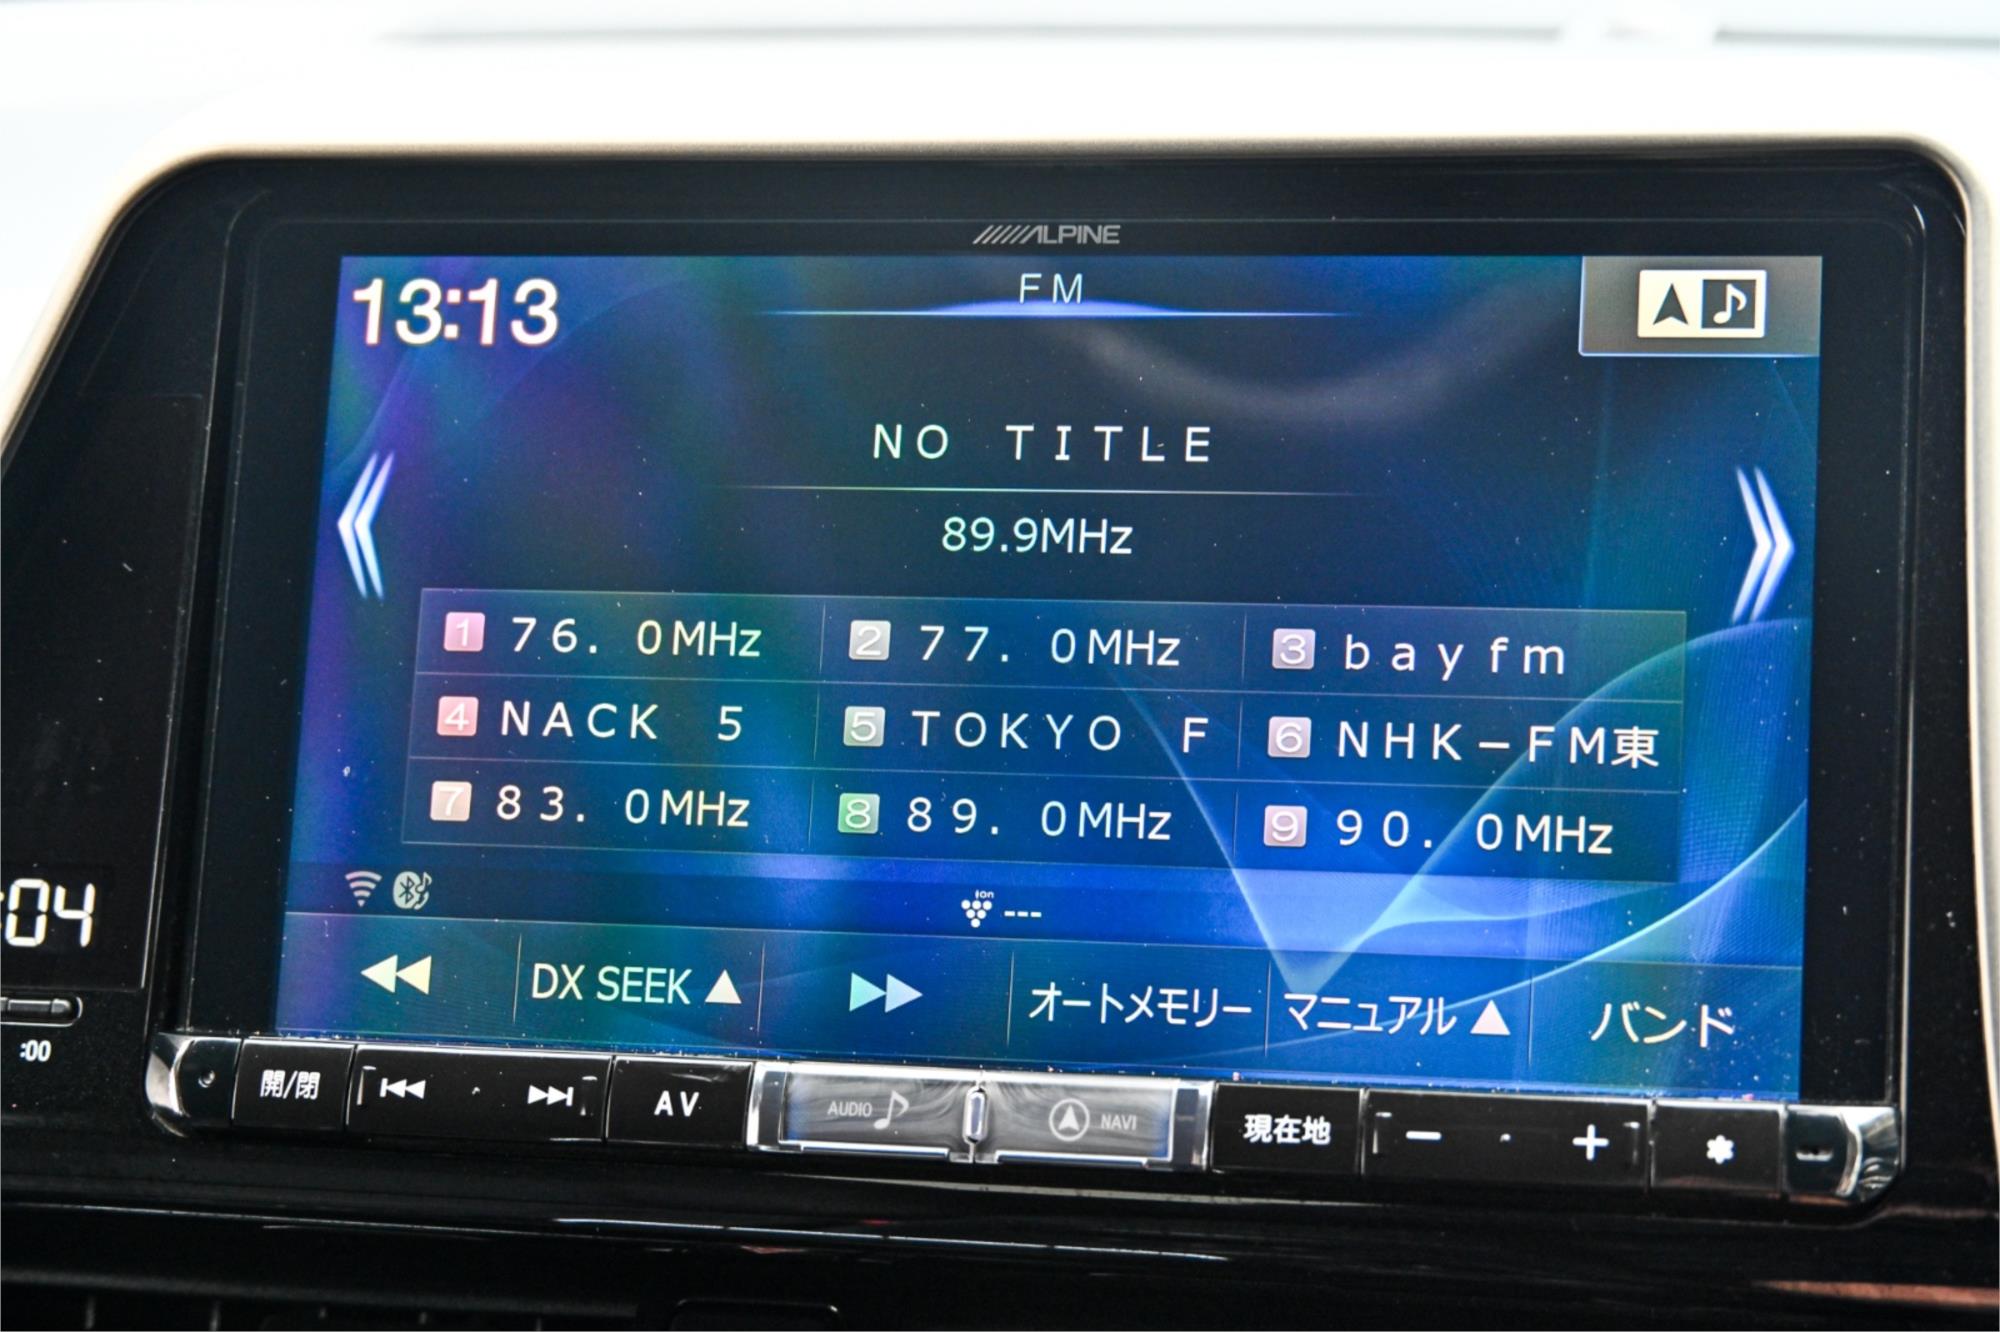 ALPINE
13:13
FM
NO TITLE
89.9MHz
1 76.0MHz 2 77.0MHz 3 bayfm
4 NACK 5 5 TOKYO F 6 NHK−FM東
7 83.0MHz 8 89.0MHz 9 90.0MHz
ion
---
:04
DX SEEK ▲ オートメモリー マニュアル ▲ バンド
:00
開/閉 AV AUDIO NAVI 現在地 − + ✱